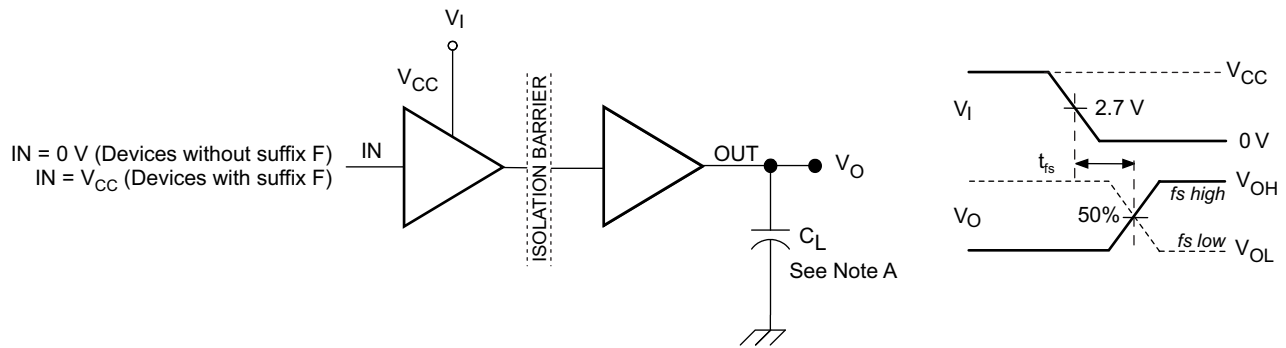 V_I
V_CC
ISOLATION BARRIER
IN = 0 V (Devices without suffix F)
IN = V_CC (Devices with suffix F)
IN
OUT
V_O
C_L
See Note A
V_CC
V_I
2.7 V
0 V
t_fs
V_OH
fs high
V_O
50%
fs low
V_OL